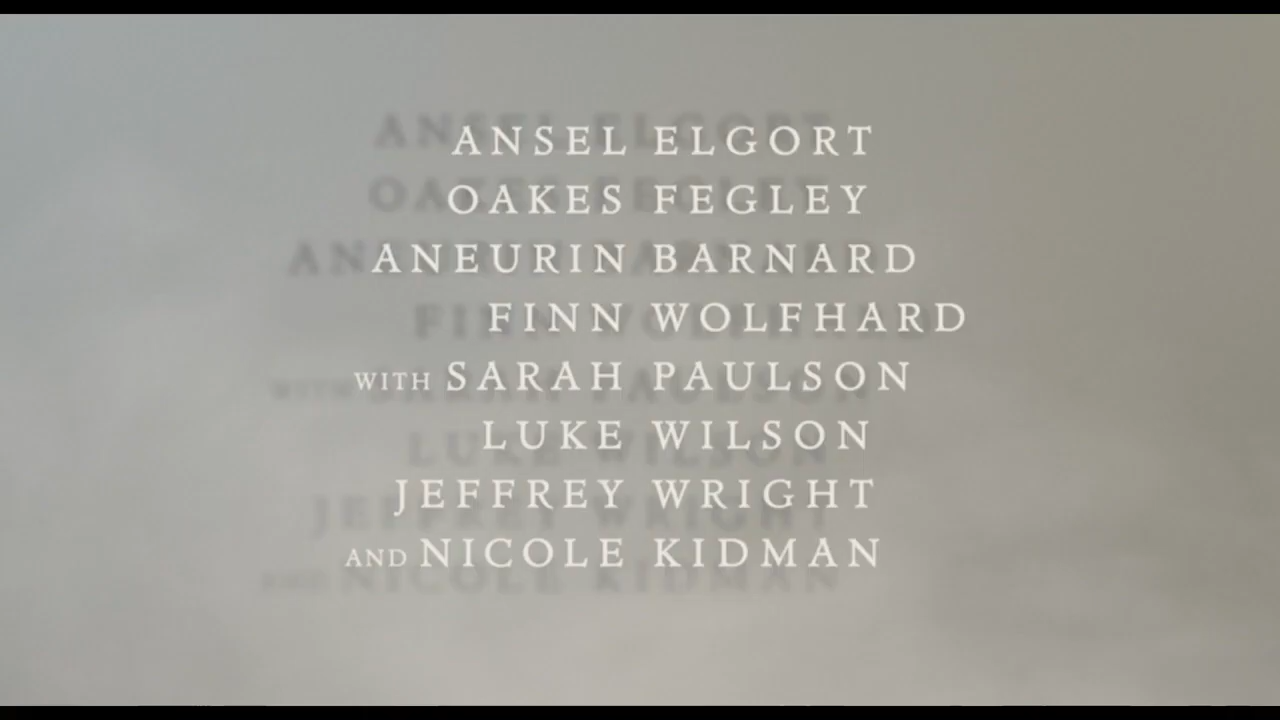 ANSEL ELGORT
OAKES FEGLEY
ANEURIN BARNARD
FINN WOLFHARD
WITH SARAH PAULSON
LUKE WILSON
JEFFREY WRIGHT
AND NICOLE KIDMAN